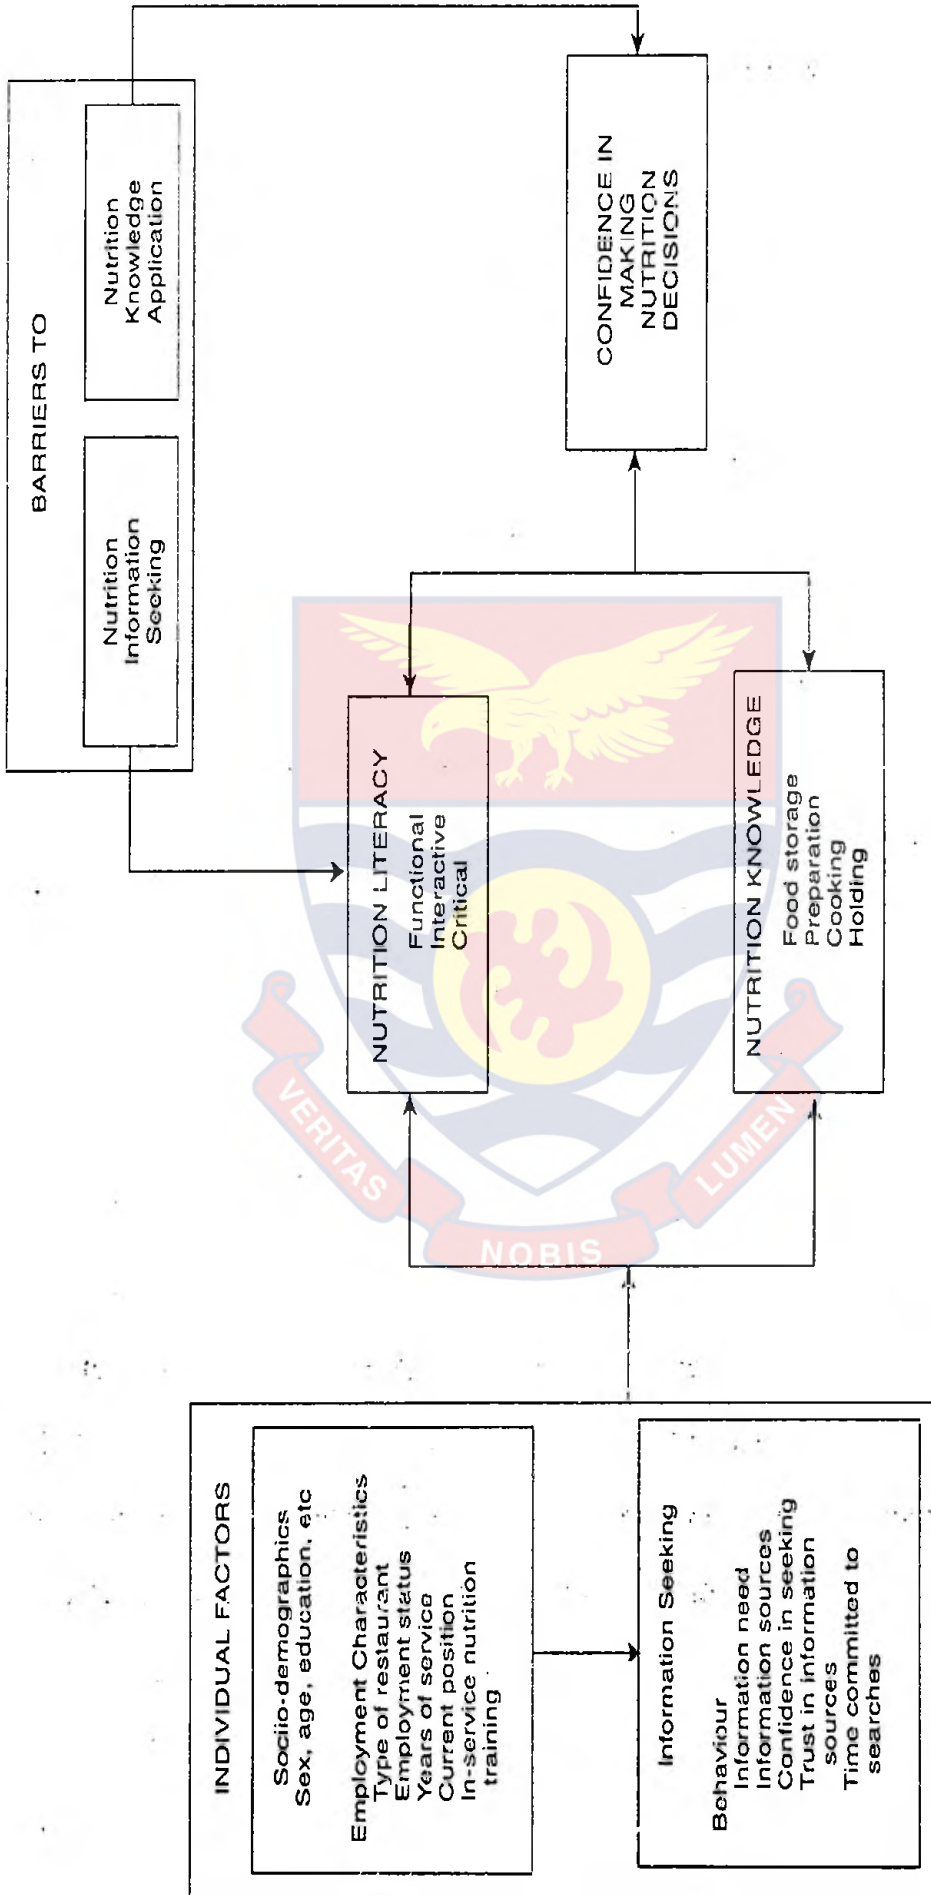 INDIVIDUAL FACTORS
Sociio-demographics
Sex, age, education, etc
Employment Characteristics
Type of restaurant
Employment status
Years of service
Current position
In-service nutrition
training
Information Seeking
Behaviour
Information need
Information sources
Confidence in seeking
Trust in information
sources
Time committed to
searches
BARRIERS TO
Nutrition
Information
Seeking
Nutrition
Knowledge
Application
NUTRITION LITERACY
Functional
Interactive
Critical
NUTRITION KNOWLEDGE
Food storage
Preparation
Cooking
Holding
CONFIDENCE IN
MAKING
NUTRITION
DECISIONS
VERITAS
NOBIS
LUMEN